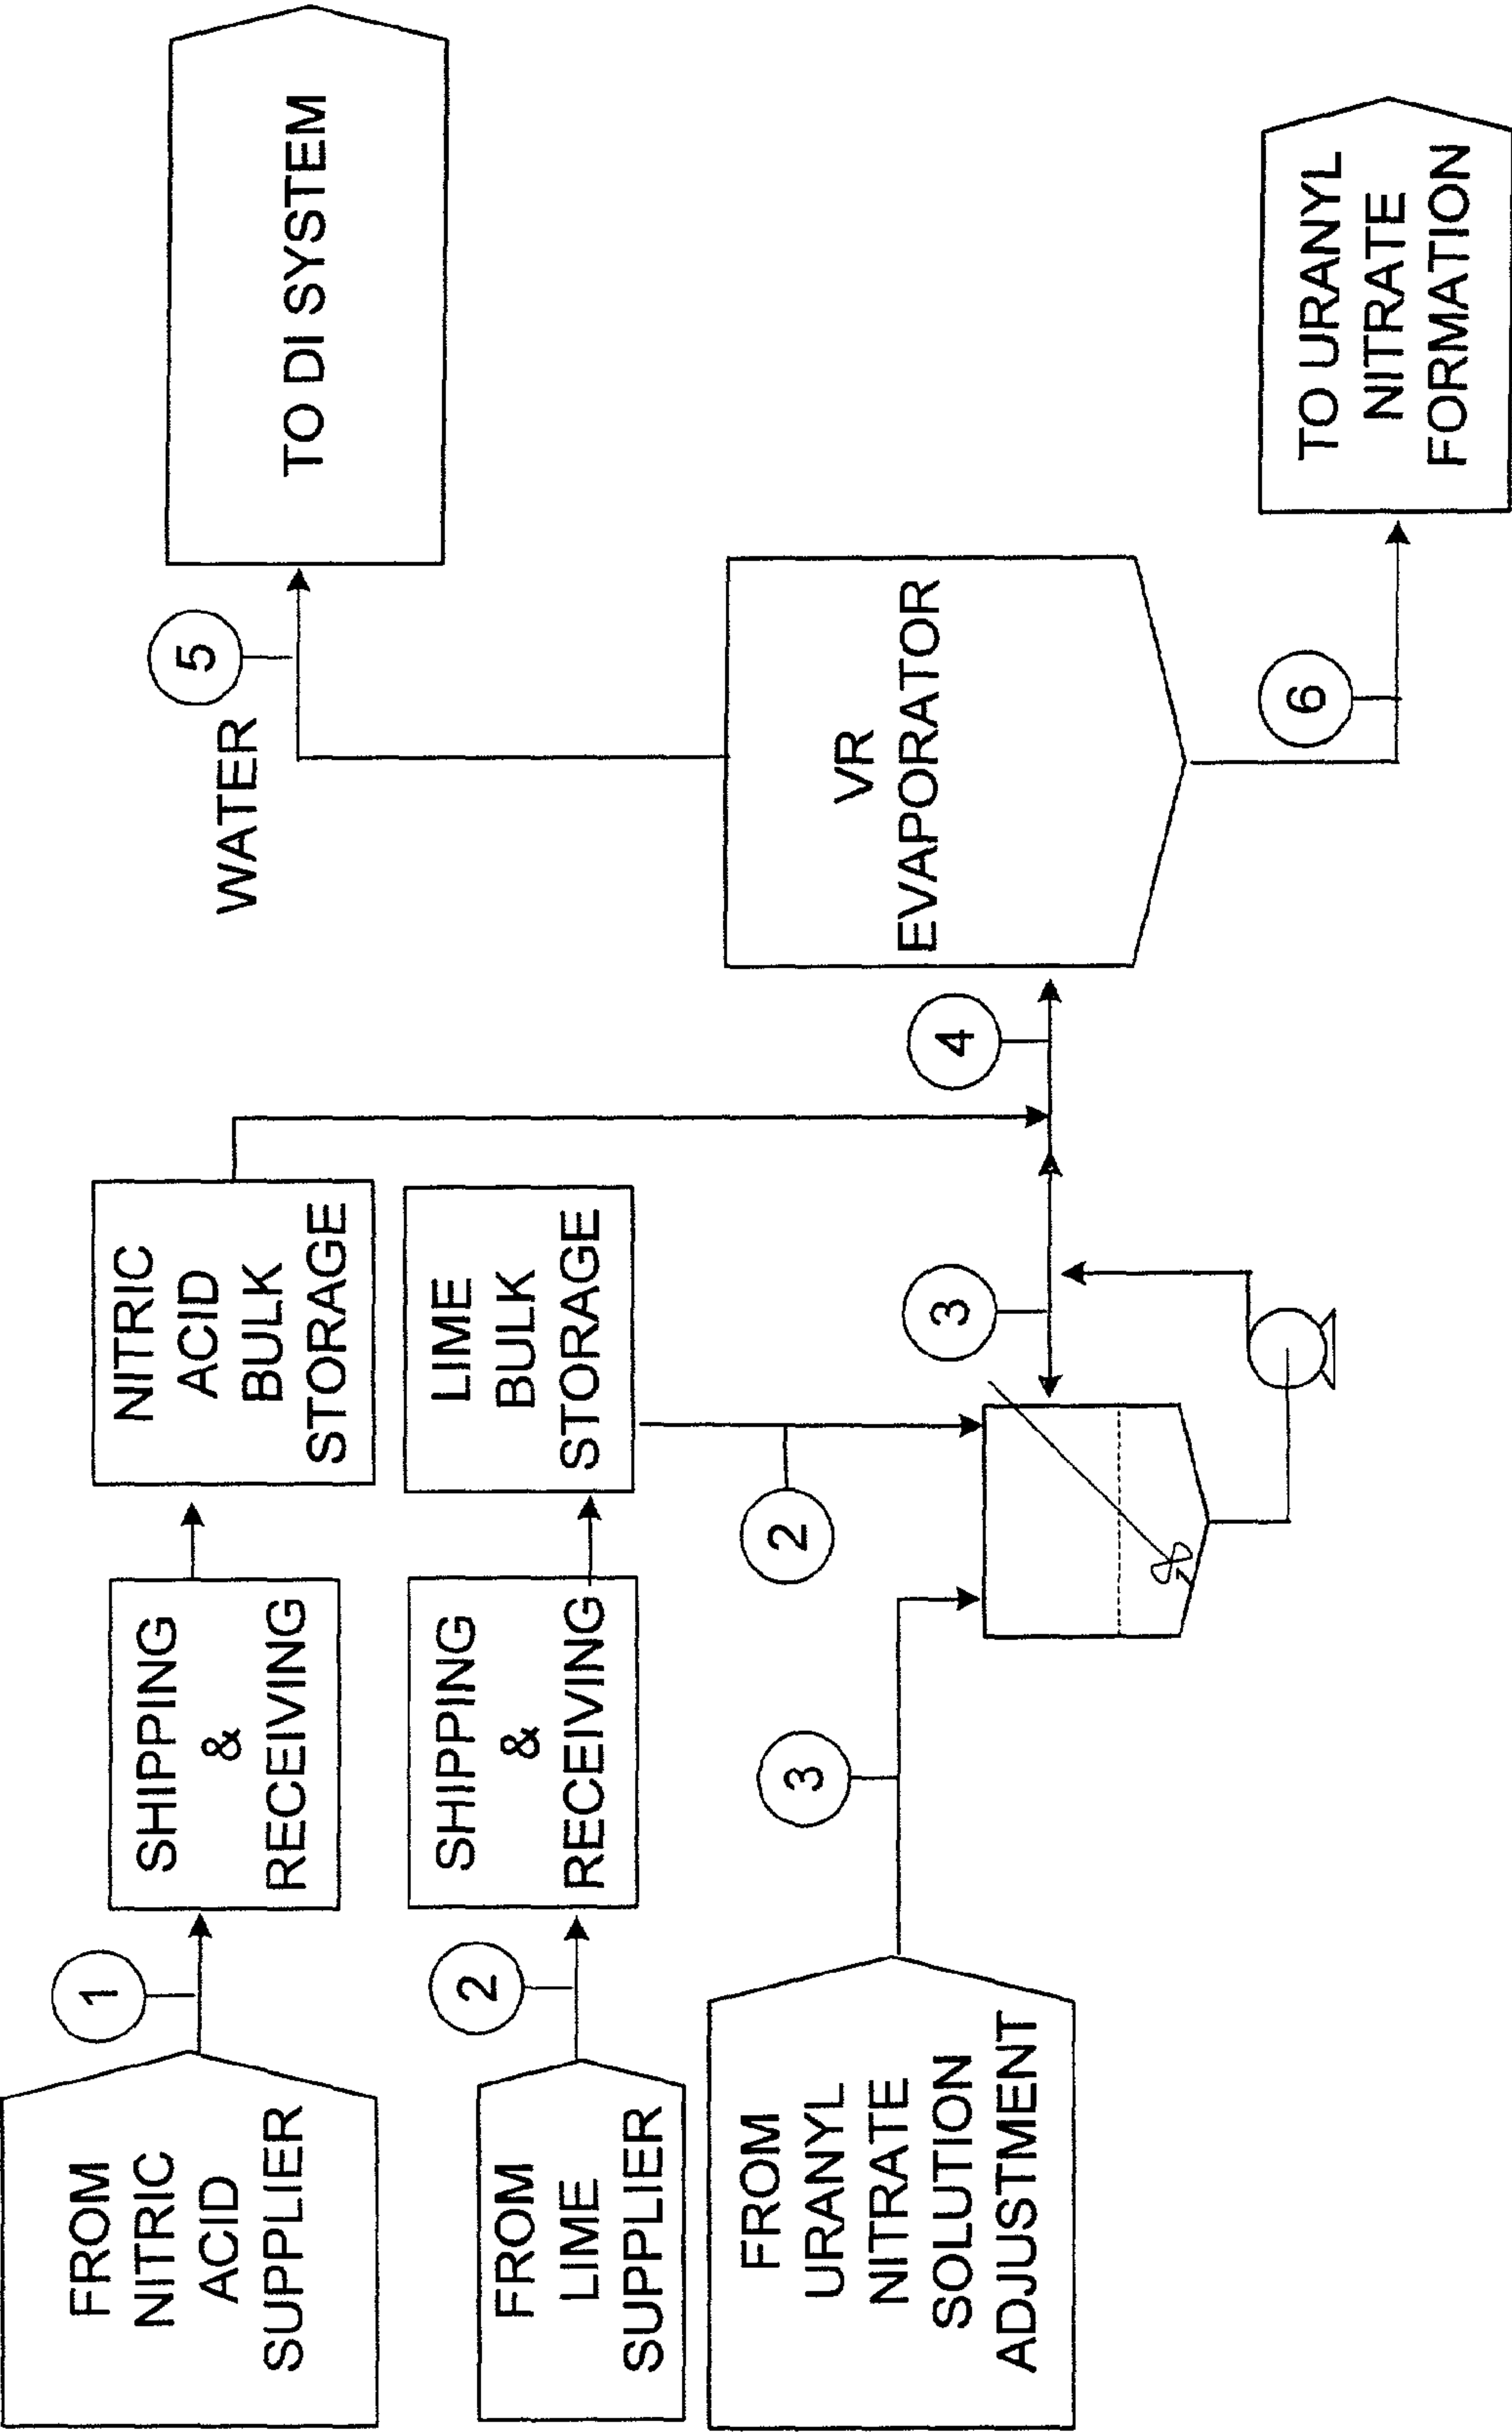 FROM
NITRIC
ACID
SUPPLIER
1
SHIPPING
&
RECEIVING
NITRIC
ACID
BULK
STORAGE
WATER
5
TO DI SYSTEM
FROM
LIME
SUPPLIER
2
SHIPPING
&
RECEIVING
LIME
BULK
STORAGE
2
FROM
URANYL
NITRATE
SOLUTION
ADJUSTMENT
3
3
4
VR
EVAPORATOR
6
TO URANYL
NITRATE
FORMATION